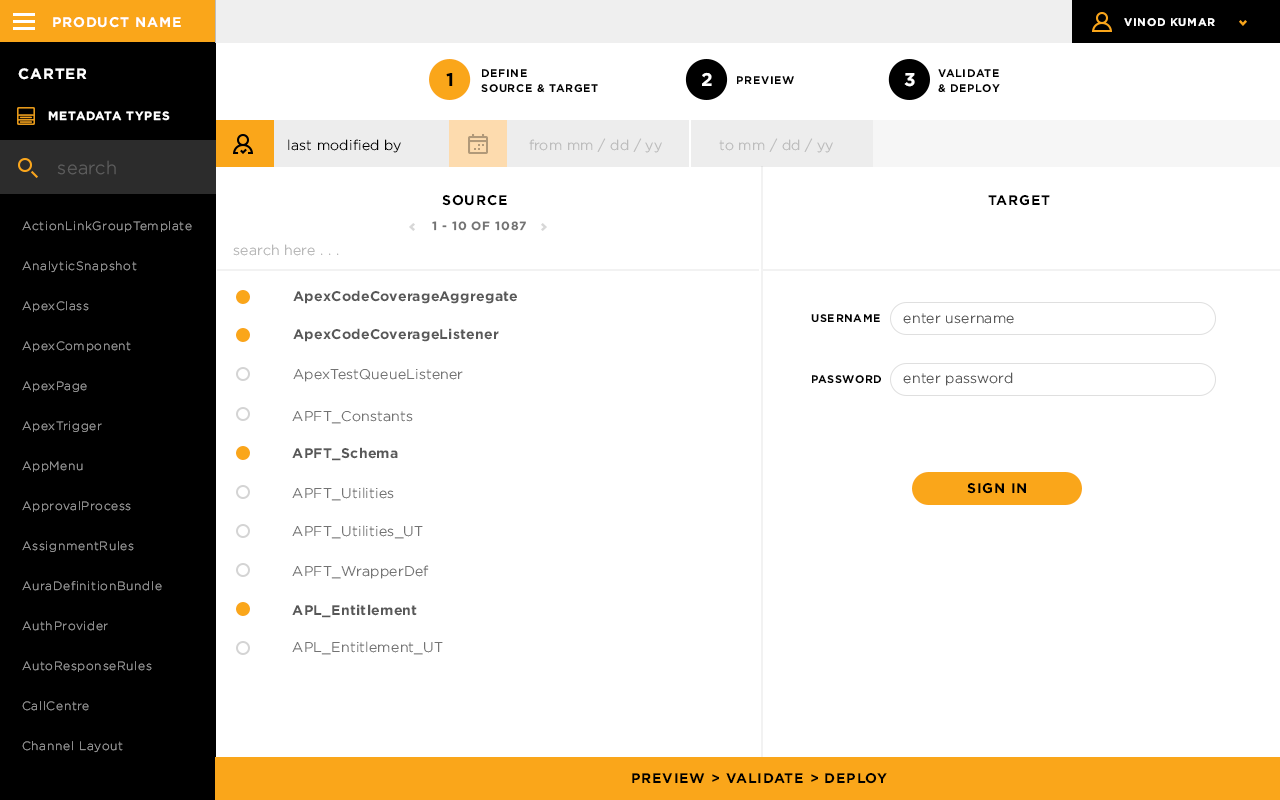 PRODUCT NAME
VINOD KUMAR
CARTER
METADATA TYPES
search
ActionLinkGroupTemplate
AnalyticSnapshot
ApexClass
ApexComponent
ApexPage
ApexTrigger
AppMenu
ApprovalProcess
AssignmentRules
AuraDefinitionBundle
AuthProvider
AutoResponseRules
CallCentre
Channel Layout
1 DEFINE
SOURCE & TARGET
2 PREVIEW
3 VALIDATE
& DEPLOY
last modified by
from mm / dd / yy
to mm / dd / yy
SOURCE
< 1 - 10 OF 1087 >
search here . . .
ApexCodeCoverageAggregate
ApexCodeCoverageListener
ApexTestQueueListener
APFT_Constants
APFT_Schema
APFT_Utilities
APFT_Utilities_UT
APFT_WrapperDef
APL_Entitlement
APL_Entitlement_UT
TARGET
USERNAME enter username
PASSWORD enter password
SIGN IN
PREVIEW > VALIDATE > DEPLOY